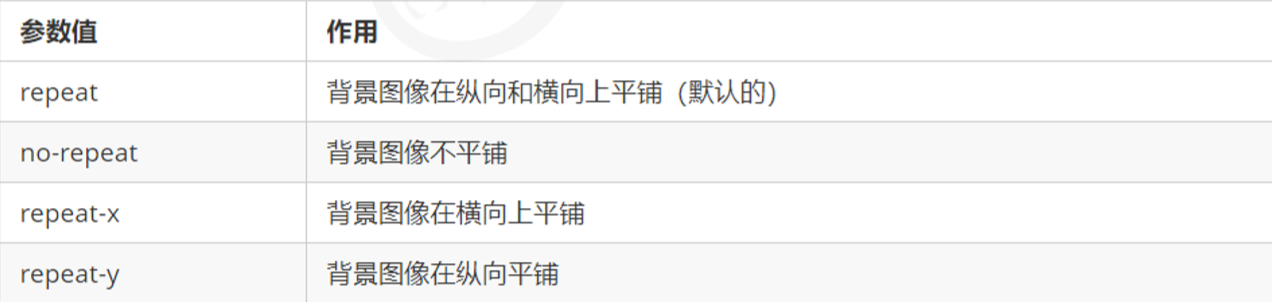 参数值 作用
repeat 背景图像在纵向和横向上平铺（默认的）
no-repeat 背景图像不平铺
repeat-x 背景图像在横向上平铺
repeat-y 背景图像在纵向平铺